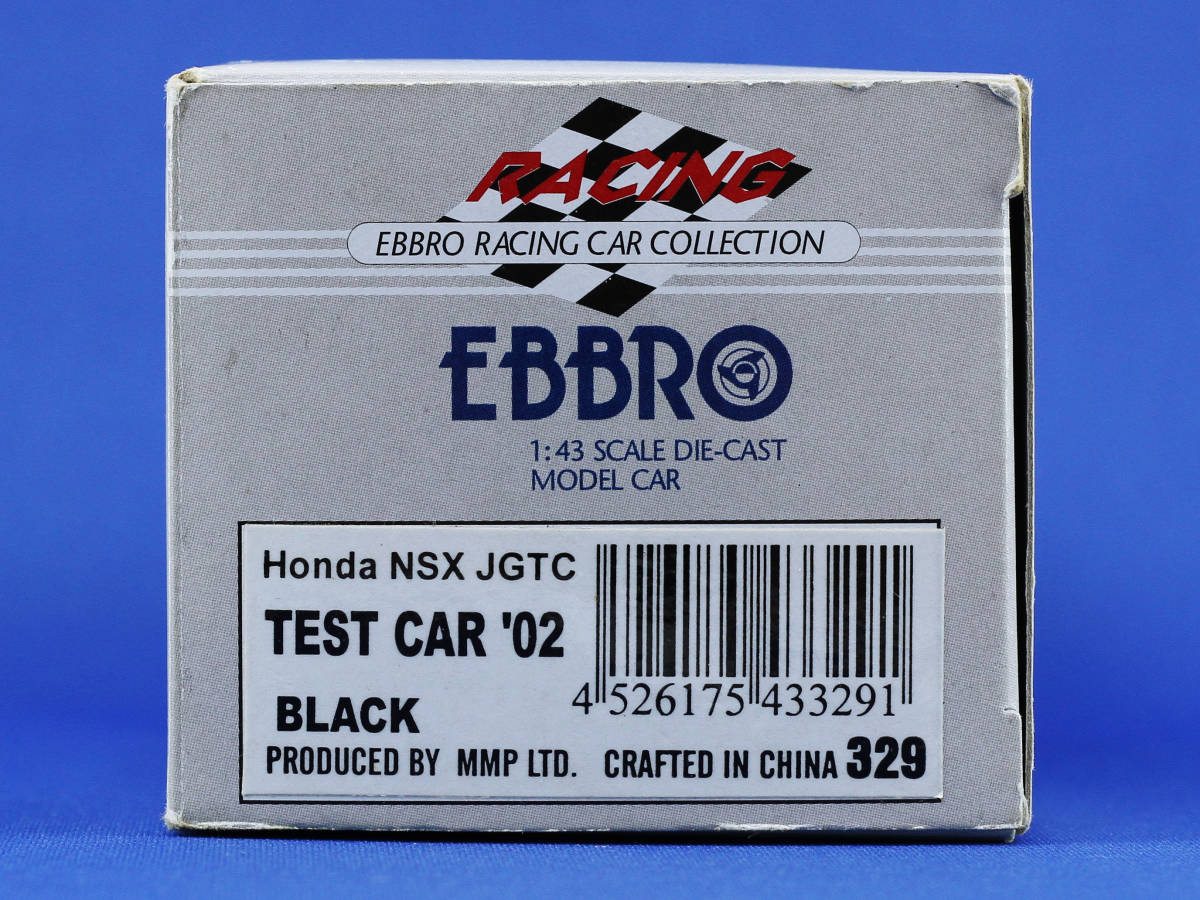 RACING
EBBRO RACING CAR COLLECTION
EBBRO
1:43 SCALE DIE-CAST
MODEL CAR
Honda NSX JGTC
TEST CAR '02
BLACK
4 526175 433291
PRODUCED BY MMP LTD. CRAFTED IN CHINA 329